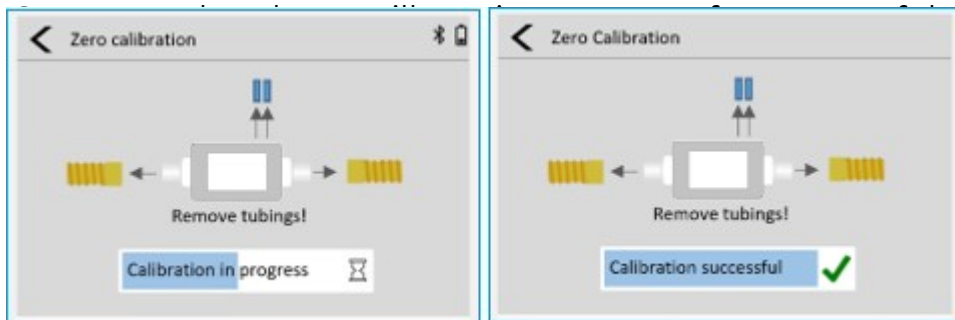 Zero calibration
Remove tubings!
Calibration in progress
Zero Calibration
Remove tubings!
Calibration successful